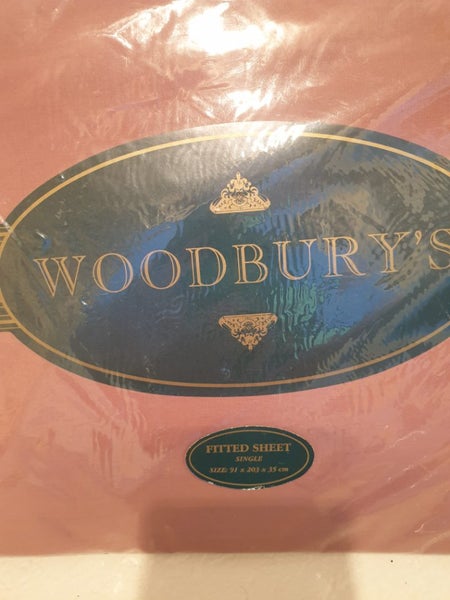 WOODBURY'S
FITTED SHEET
SINGLE
SIZE: 91 x 203 x 35 cm